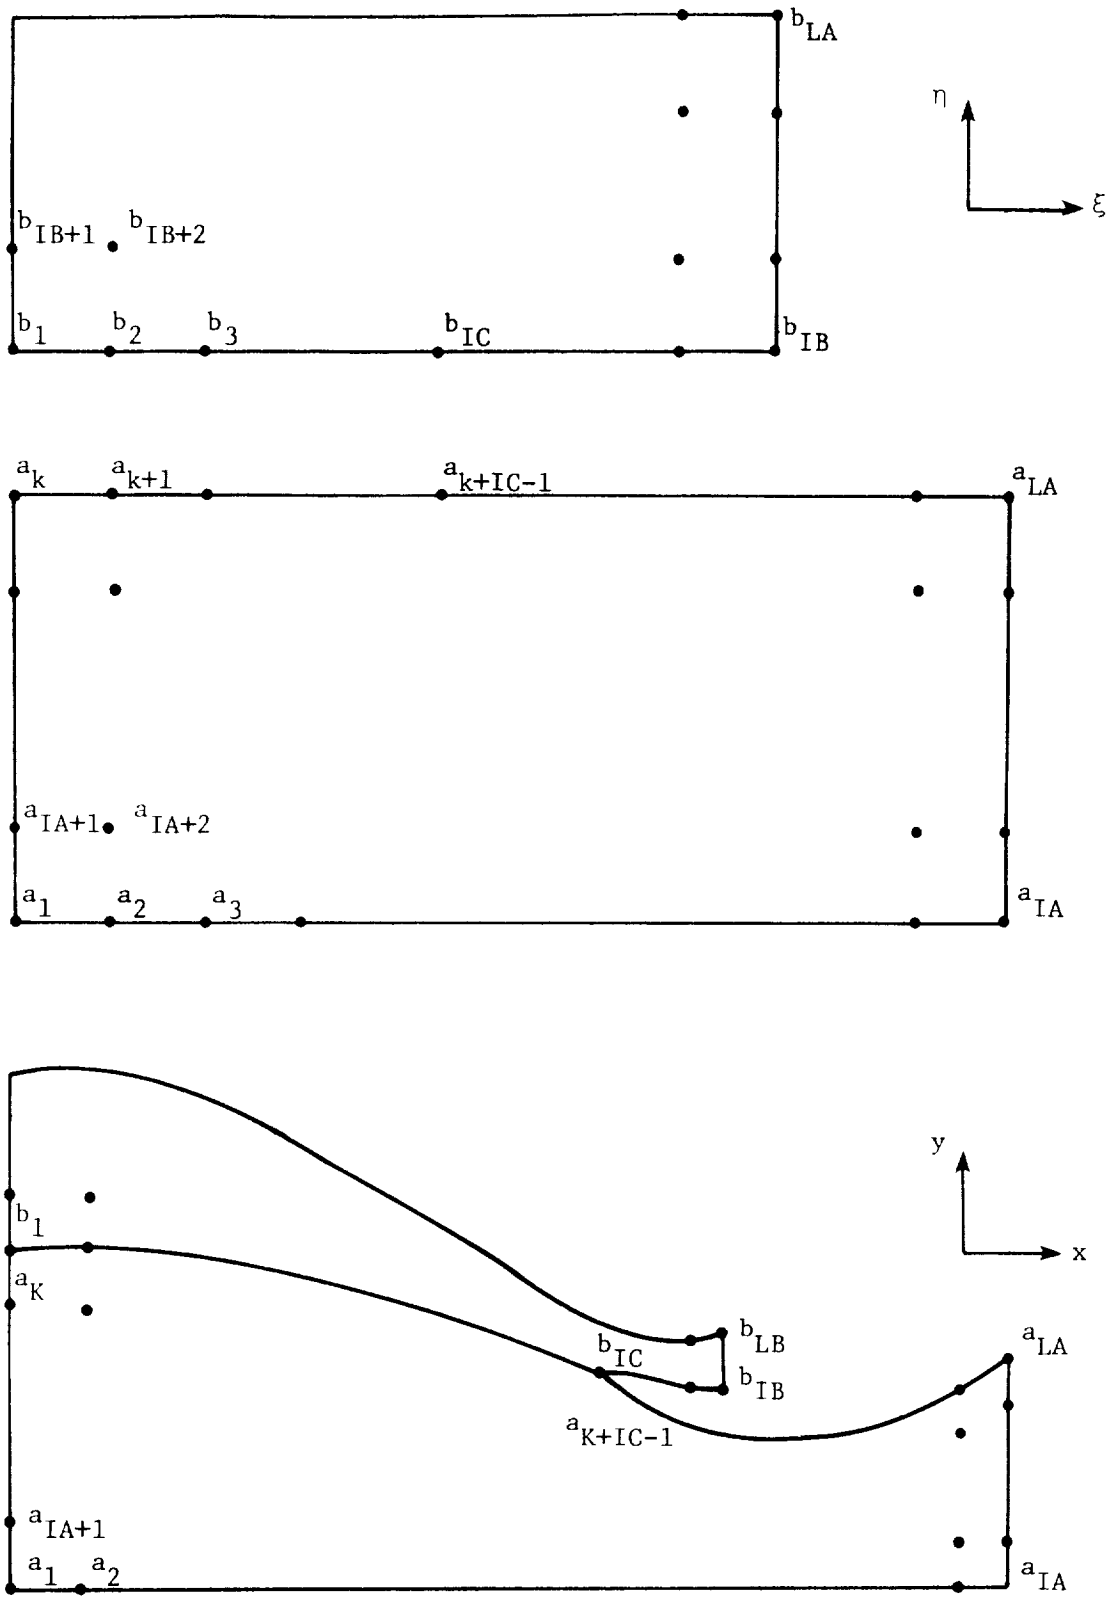 b_LA
η
ξ
b_IB+1 b_IB+2
b_1 b_2 b_3 b_IC b_IB
a_k a_k+1 a_k+IC-1 a_LA
a_IA+1 a_IA+2
a_1 a_2 a_3 a_IA
y
x
b_1
a_K
b_IC b_LB a_LA
b_IB
a_K+IC-1
a_IA+1
a_1 a_2 a_IA